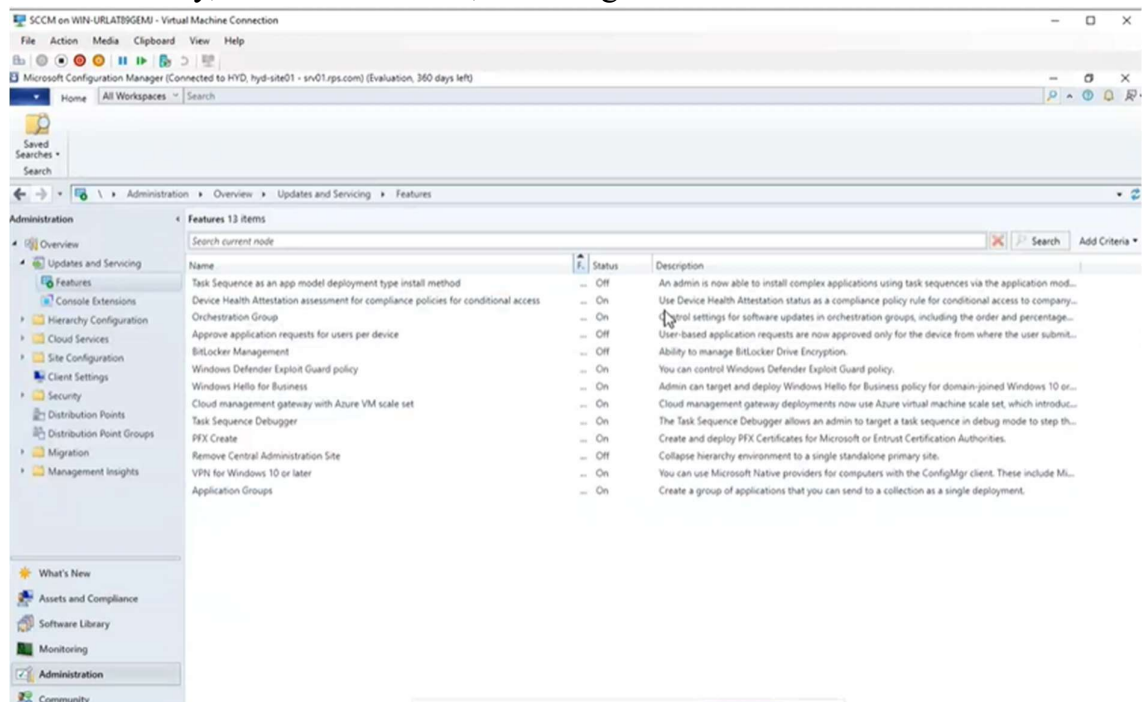 SCCM on WIN-URLAT89GEMJ - Virtual Machine Connection
File Action Media Clipboard View Help
Microsoft Configuration Manager (Connected to HYD, hyd-site01 - srv01.rps.com) (Evaluation, 360 days left)
Home All Workspaces Search
Saved
Searches
Search
\ Administration Overview Updates and Servicing Features
Administration
Features 13 items
Search current node Search Add Criteria
Overview
Updates and Servicing
Features
Console Extensions
Hierarchy Configuration
Cloud Services
Site Configuration
Client Settings
Security
Distribution Points
Distribution Point Groups
Migration
Management Insights
Name F.. Status Description
Task Sequence as an app model deployment type install method ... Off An admin is now able to install complex applications using task sequences via the application mod...
Device Health Attestation assessment for compliance policies for conditional access ... On Use Device Health Attestation status as a compliance policy rule for conditional access to company...
Orchestration Group ... On Control settings for software updates in orchestration groups, including the order and percentage...
Approve application requests for users per device ... Off User-based application requests are now approved only for the device from where the user submit...
BitLocker Management ... Off Ability to manage BitLocker Drive Encryption.
Windows Defender Exploit Guard policy ... On You can control Windows Defender Exploit Guard policy.
Windows Hello for Business ... On Admin can target and deploy Windows Hello for Business policy for domain-joined Windows 10 or...
Cloud management gateway with Azure VM scale set ... On Cloud management gateway deployments now use Azure virtual machine scale set, which introduc...
Task Sequence Debugger ... On The Task Sequence Debugger allows an admin to target a task sequence in debug mode to step th...
PFX Create ... On Create and deploy PFX Certificates for Microsoft or Entrust Certification Authorities.
Remove Central Administration Site ... Off Collapse hierarchy environment to a single standalone primary site.
VPN for Windows 10 or later ... On You can use Microsoft Native providers for computers with the ConfigMgr client. These include Mi...
Application Groups ... On Create a group of applications that you can send to a collection as a single deployment.
What's New
Assets and Compliance
Software Library
Monitoring
Administration
Community